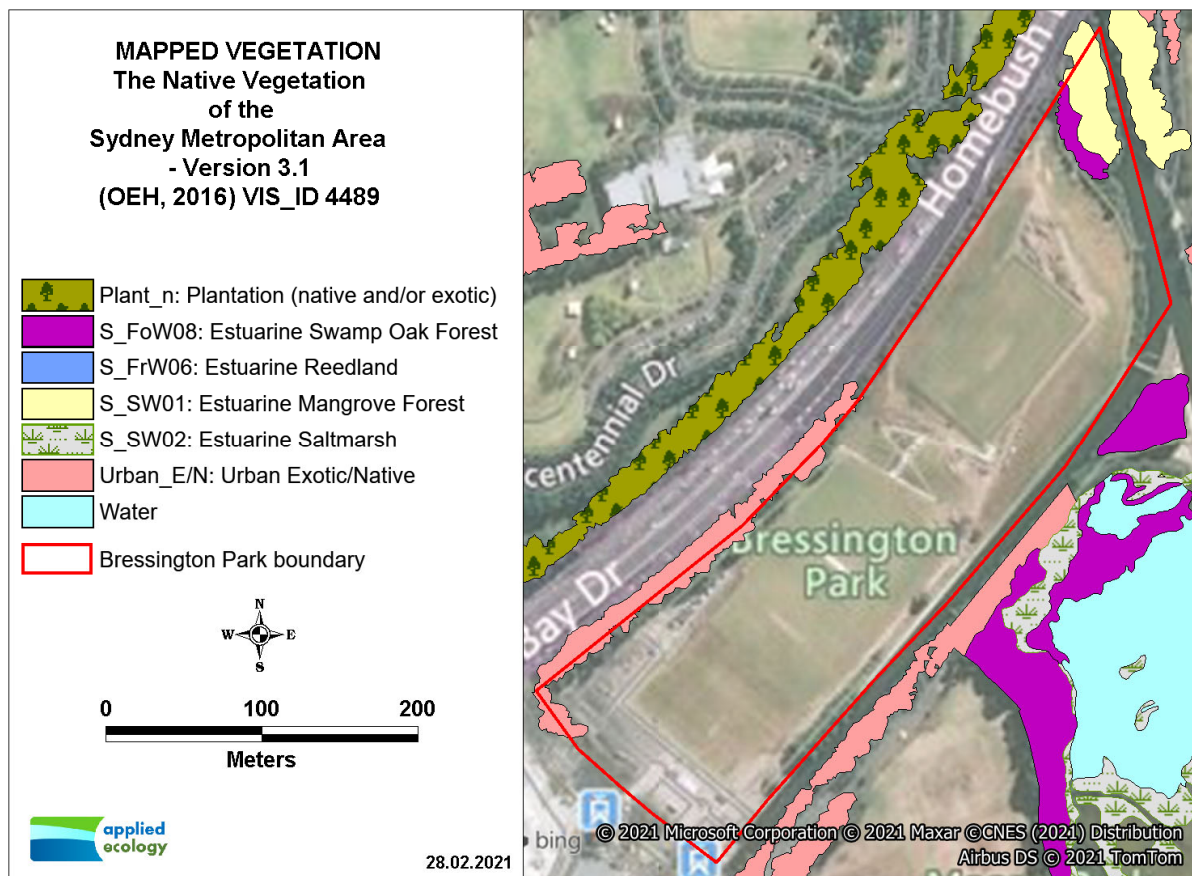 MAPPED VEGETATION
The Native Vegetation
of the
Sydney Metropolitan Area
- Version 3.1
(OEH, 2016) VIS_ID 4489
Plant_n: Plantation (native and/or exotic)
S_FoW08: Estuarine Swamp Oak Forest
S_FrW06: Estuarine Reedland
S_SW01: Estuarine Mangrove Forest
S_SW02: Estuarine Saltmarsh
Urban_E/N: Urban Exotic/Native
Water
Bressington Park boundary
N
W E
S
0 100 200
Meters
applied
ecology
28.02.2021
Homebush
centennial Dr
Bay Dr
Bressington
Park
bing
© 2021 Microsoft Corporation © 2021 Maxar ©CNES (2021) Distribution
Airbus DS © 2021 TomTom